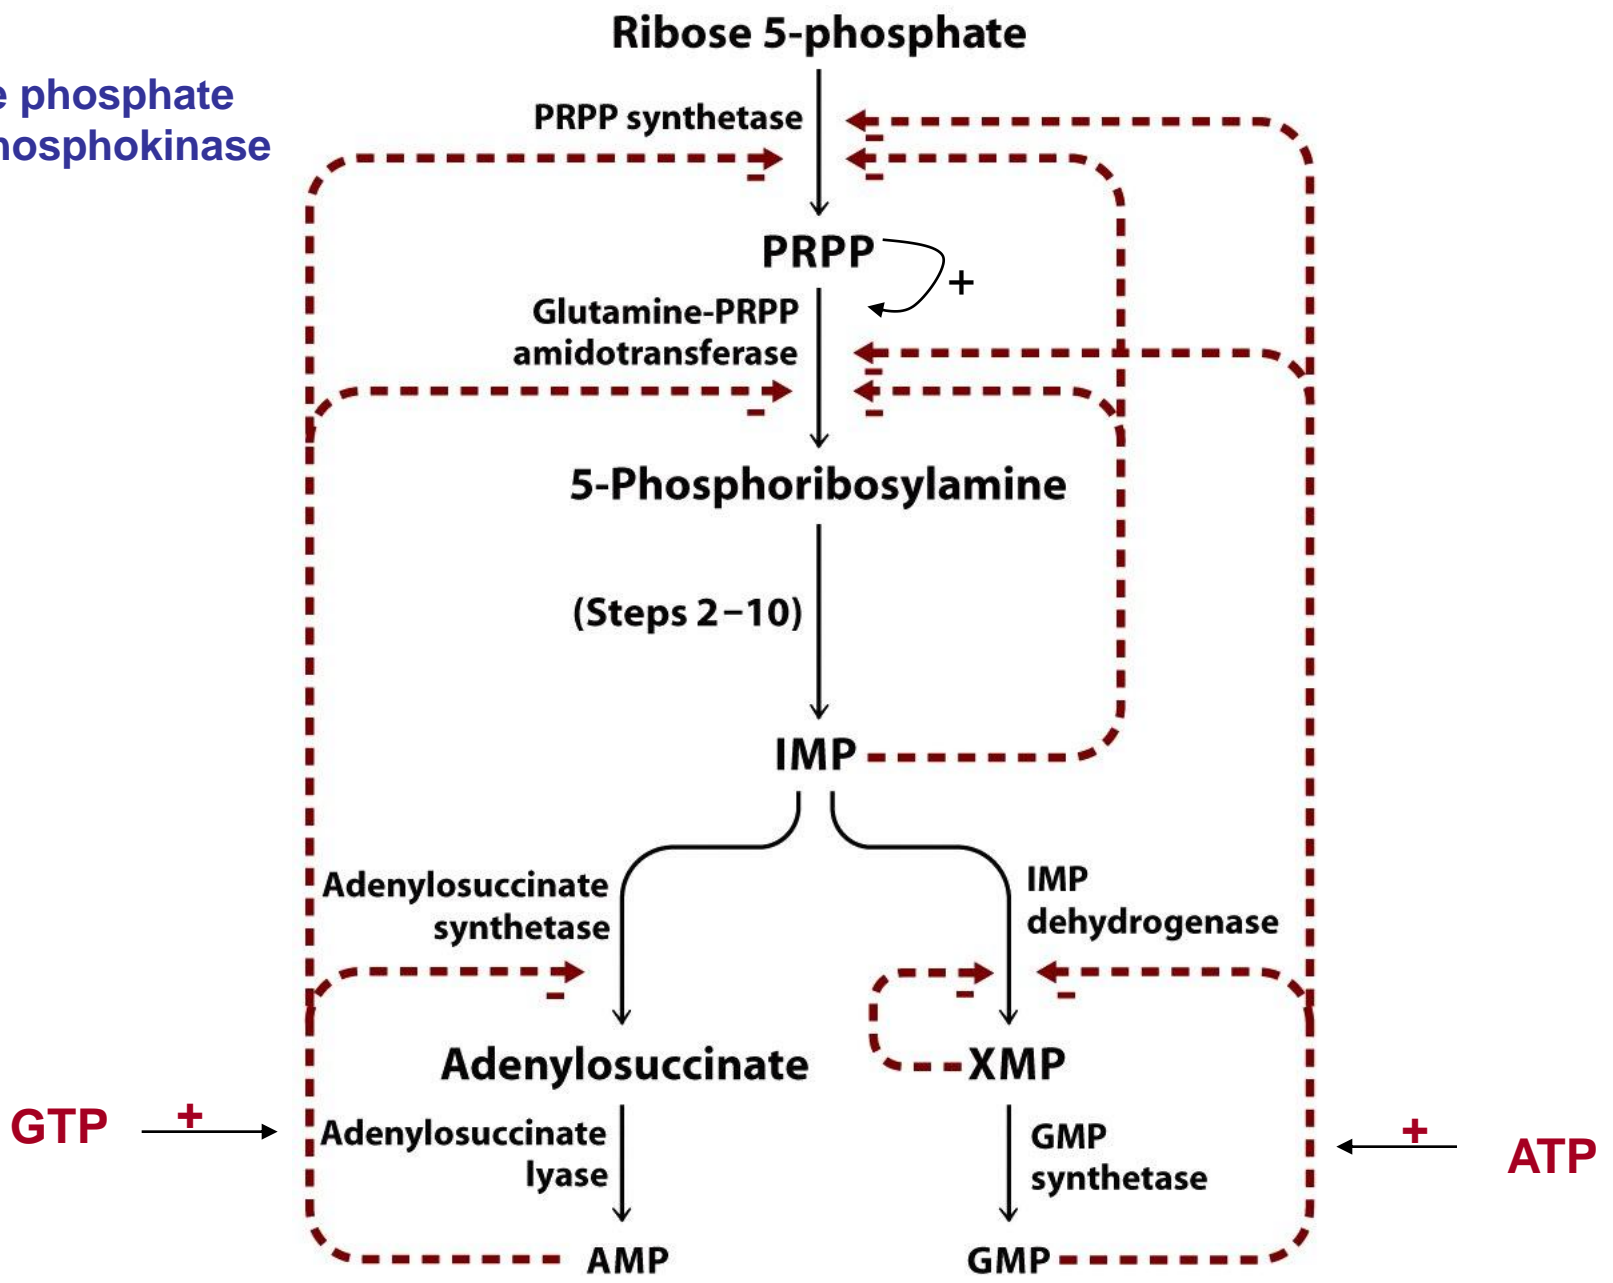 Ribose 5-phosphate
phosphate
PRPP synthetase
PRPP
+
Glutamine-PRPP
amidotransferase
5-Phosphoribosylamine
(Steps 2–10)
IMP
Adenylosuccinate
synthetase
IMP
dehydrogenase
Adenylosuccinate
XMP
GTP
+
Adenylosuccinate
lyase
GMP
synthetase
+
ATP
AMP
GMP